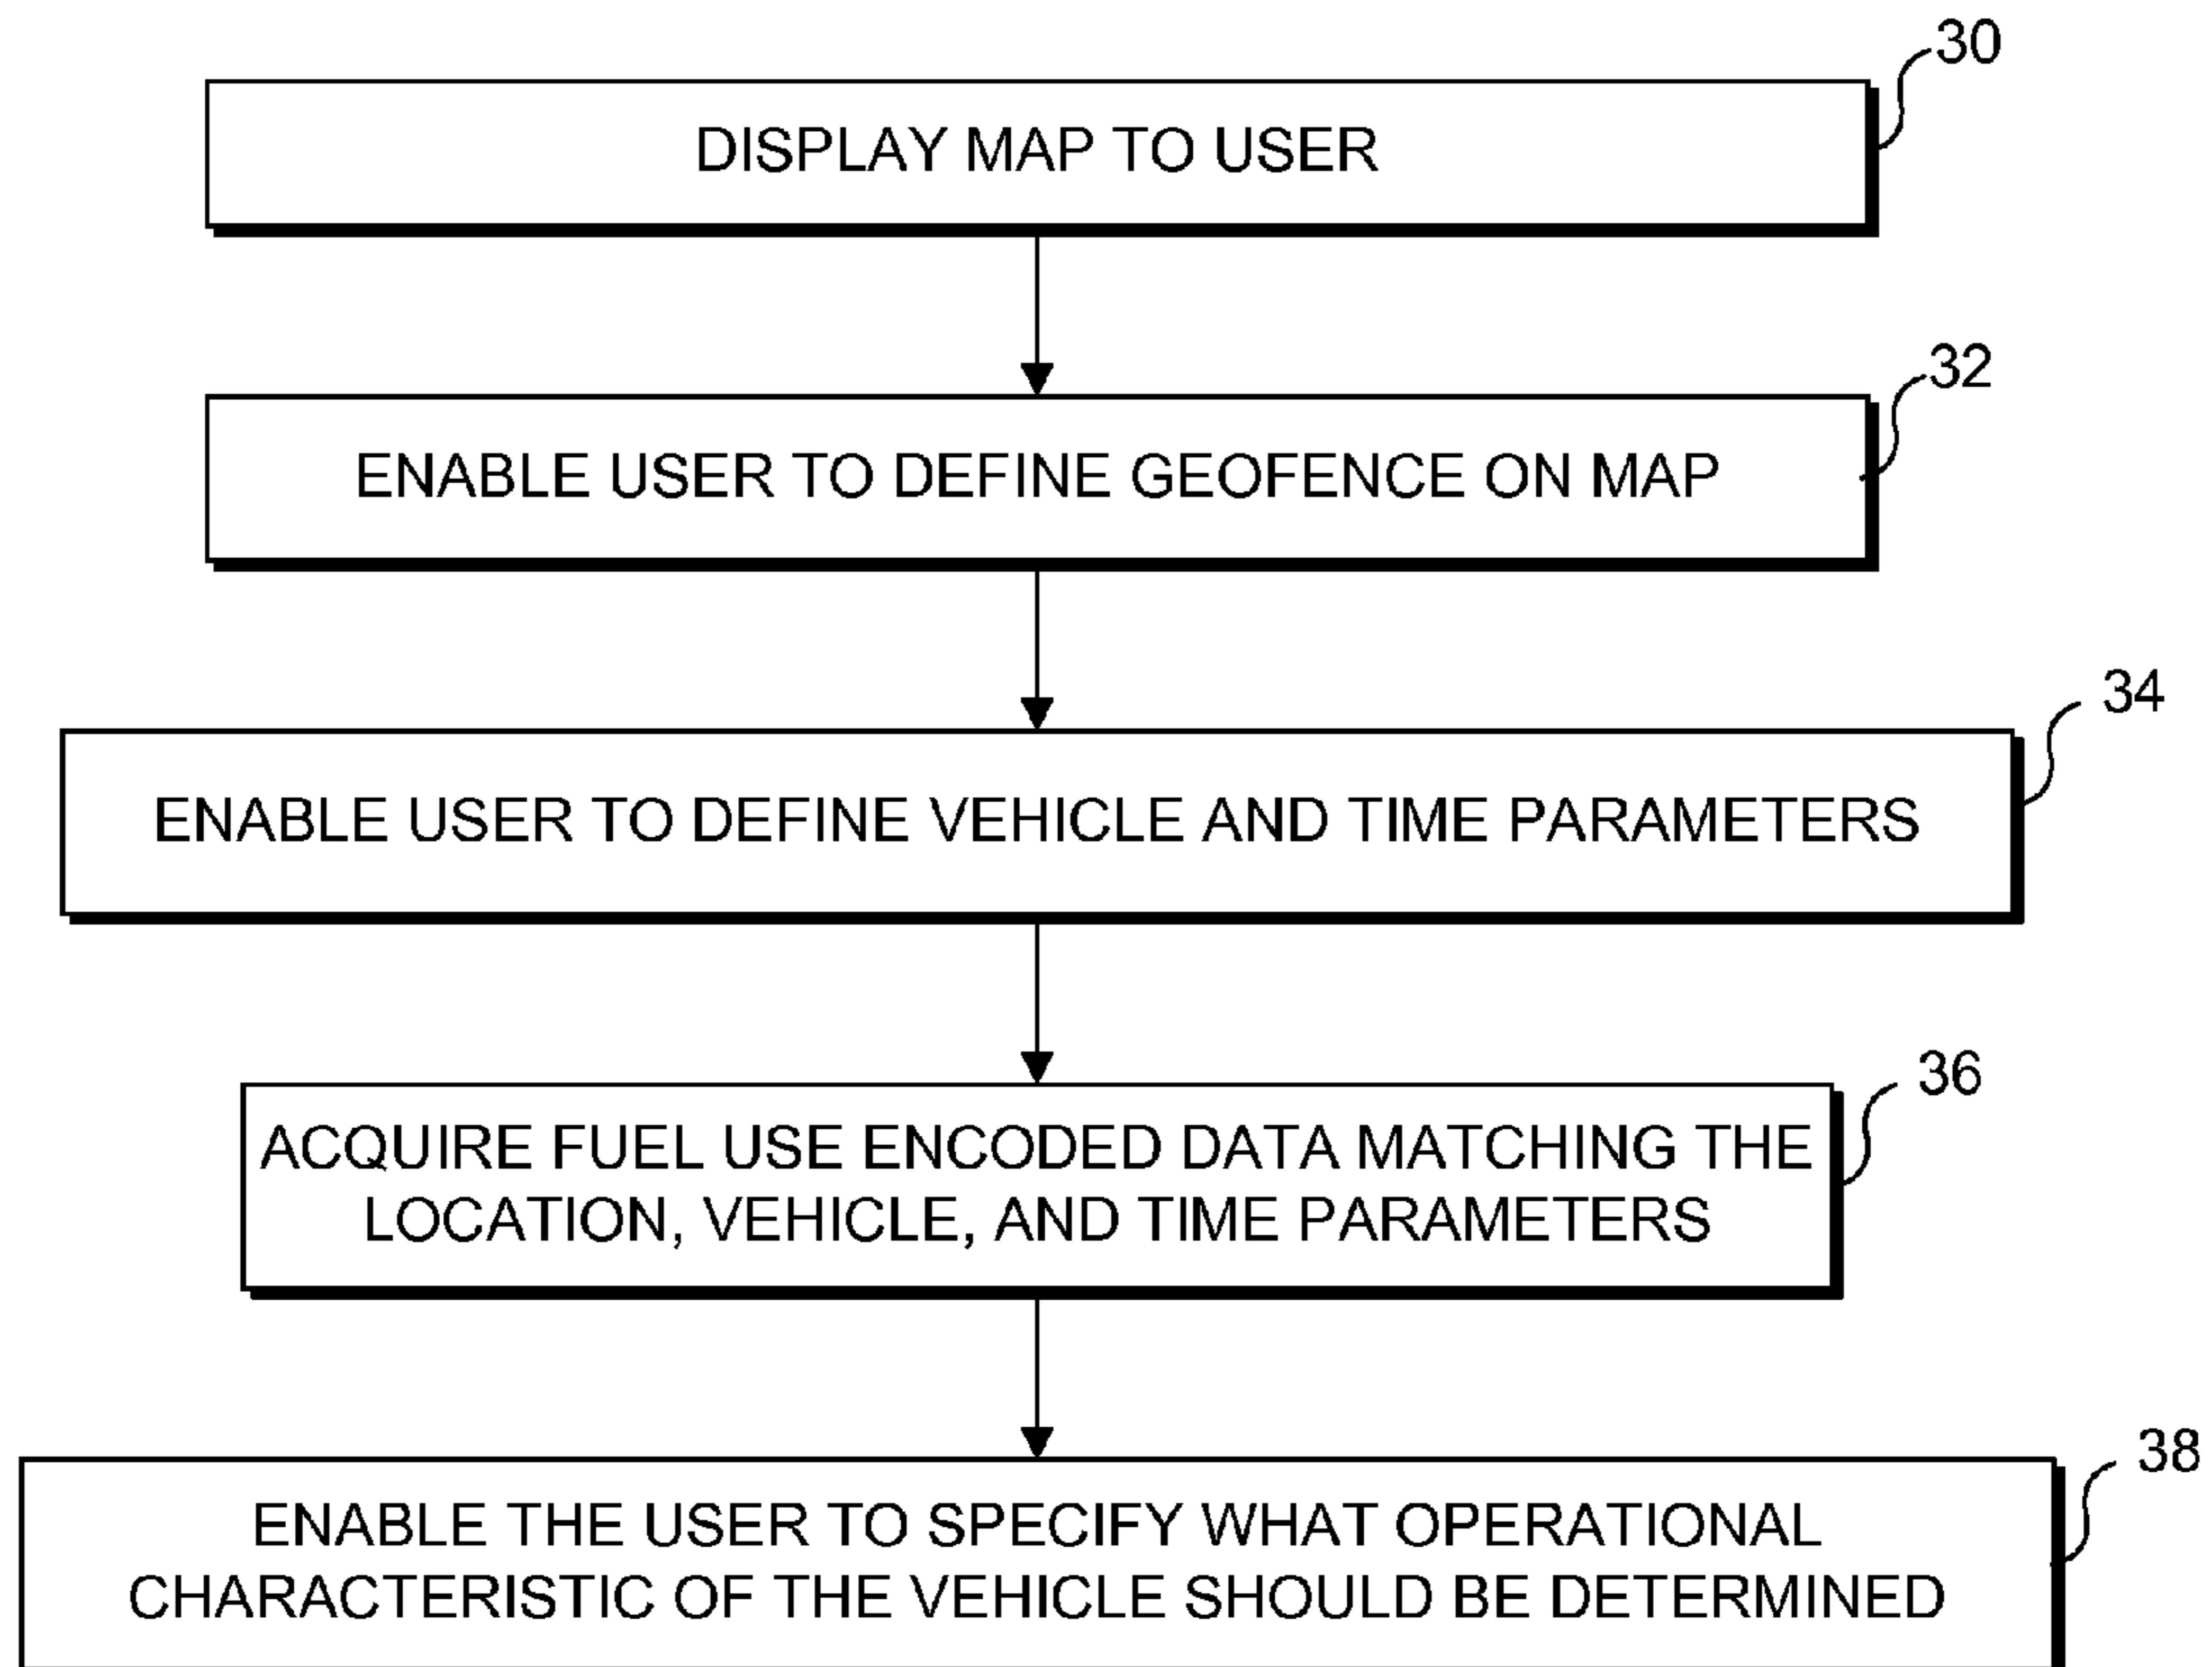 30
DISPLAY MAP TO USER
32
ENABLE USER TO DEFINE GEOFENCE ON MAP
34
ENABLE USER TO DEFINE VEHICLE AND TIME PARAMETERS
36
ACQUIRE FUEL USE ENCODED DATA MATCHING THE
LOCATION, VEHICLE, AND TIME PARAMETERS
38
ENABLE THE USER TO SPECIFY WHAT OPERATIONAL
CHARACTERISTIC OF THE VEHICLE SHOULD BE DETERMINED